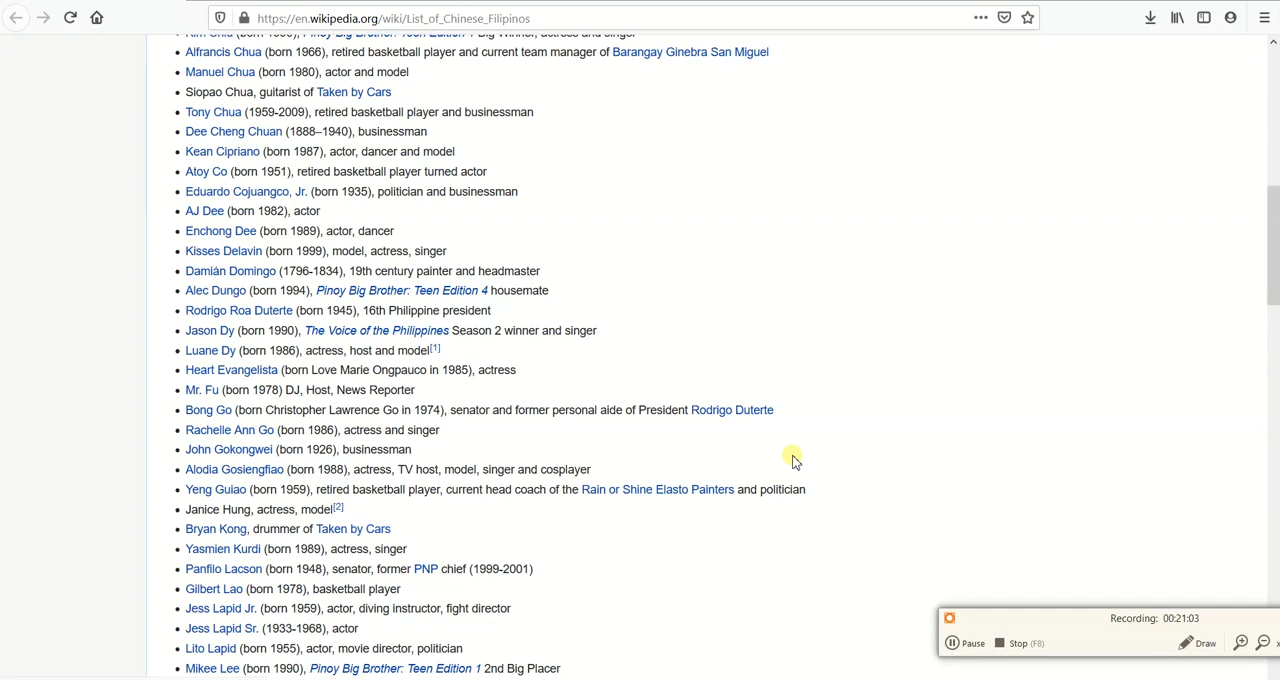 https://en.wikipedia.org/wiki/List_of_Chinese_Filipinos
Alfrancis Chua (born 1966), retired basketball player and current team manager of Barangay Ginebra San Miguel
Manuel Chua (born 1980), actor and model
Siopao Chua, guitarist of Taken by Cars
Tony Chua (1959-2009), retired basketball player and businessman
Dee Cheng Chuan (1888–1940), businessman
Kean Cipriano (born 1987), actor, dancer and model
Atoy Co (born 1951), retired basketball player turned actor
Eduardo Cojuangco, Jr. (born 1935), politician and businessman
AJ Dee (born 1982), actor
Enchong Dee (born 1989), actor, dancer
Kisses Delavin (born 1999), model, actress, singer
Damián Domingo (1796-1834), 19th century painter and headmaster
Alec Dungo (born 1994), Pinoy Big Brother: Teen Edition 4 housemate
Rodrigo Roa Duterte (born 1945), 16th Philippine president
Jason Dy (born 1990), The Voice of the Philippines Season 2 winner and singer
Luane Dy (born 1986), actress, host and model[1]
Heart Evangelista (born Love Marie Ongpauco in 1985), actress
Mr. Fu (born 1978) DJ, Host, News Reporter
Bong Go (born Christopher Lawrence Go in 1974), senator and former personal aide of President Rodrigo Duterte
Rachelle Ann Go (born 1986), actress and singer
John Gokongwei (born 1926), businessman
Alodia Gosiengfiao (born 1988), actress, TV host, model, singer and cosplayer
Yeng Guiao (born 1959), retired basketball player, current head coach of the Rain or Shine Elasto Painters and politician
Janice Hung, actress, model[2]
Bryan Kong, drummer of Taken by Cars
Yasmien Kurdi (born 1989), actress, singer
Panfilo Lacson (born 1948), senator, former PNP chief (1999-2001)
Gilbert Lao (born 1978), basketball player
Jess Lapid Jr. (born 1959), actor, diving instructor, fight director
Jess Lapid Sr. (1933-1968), actor
Lito Lapid (born 1955), actor, movie director, politician
Mikee Lee (born 1990), Pinoy Big Brother: Teen Edition 1 2nd Big Placer
Recording: 00:21:03
Pause Stop (F8) Draw